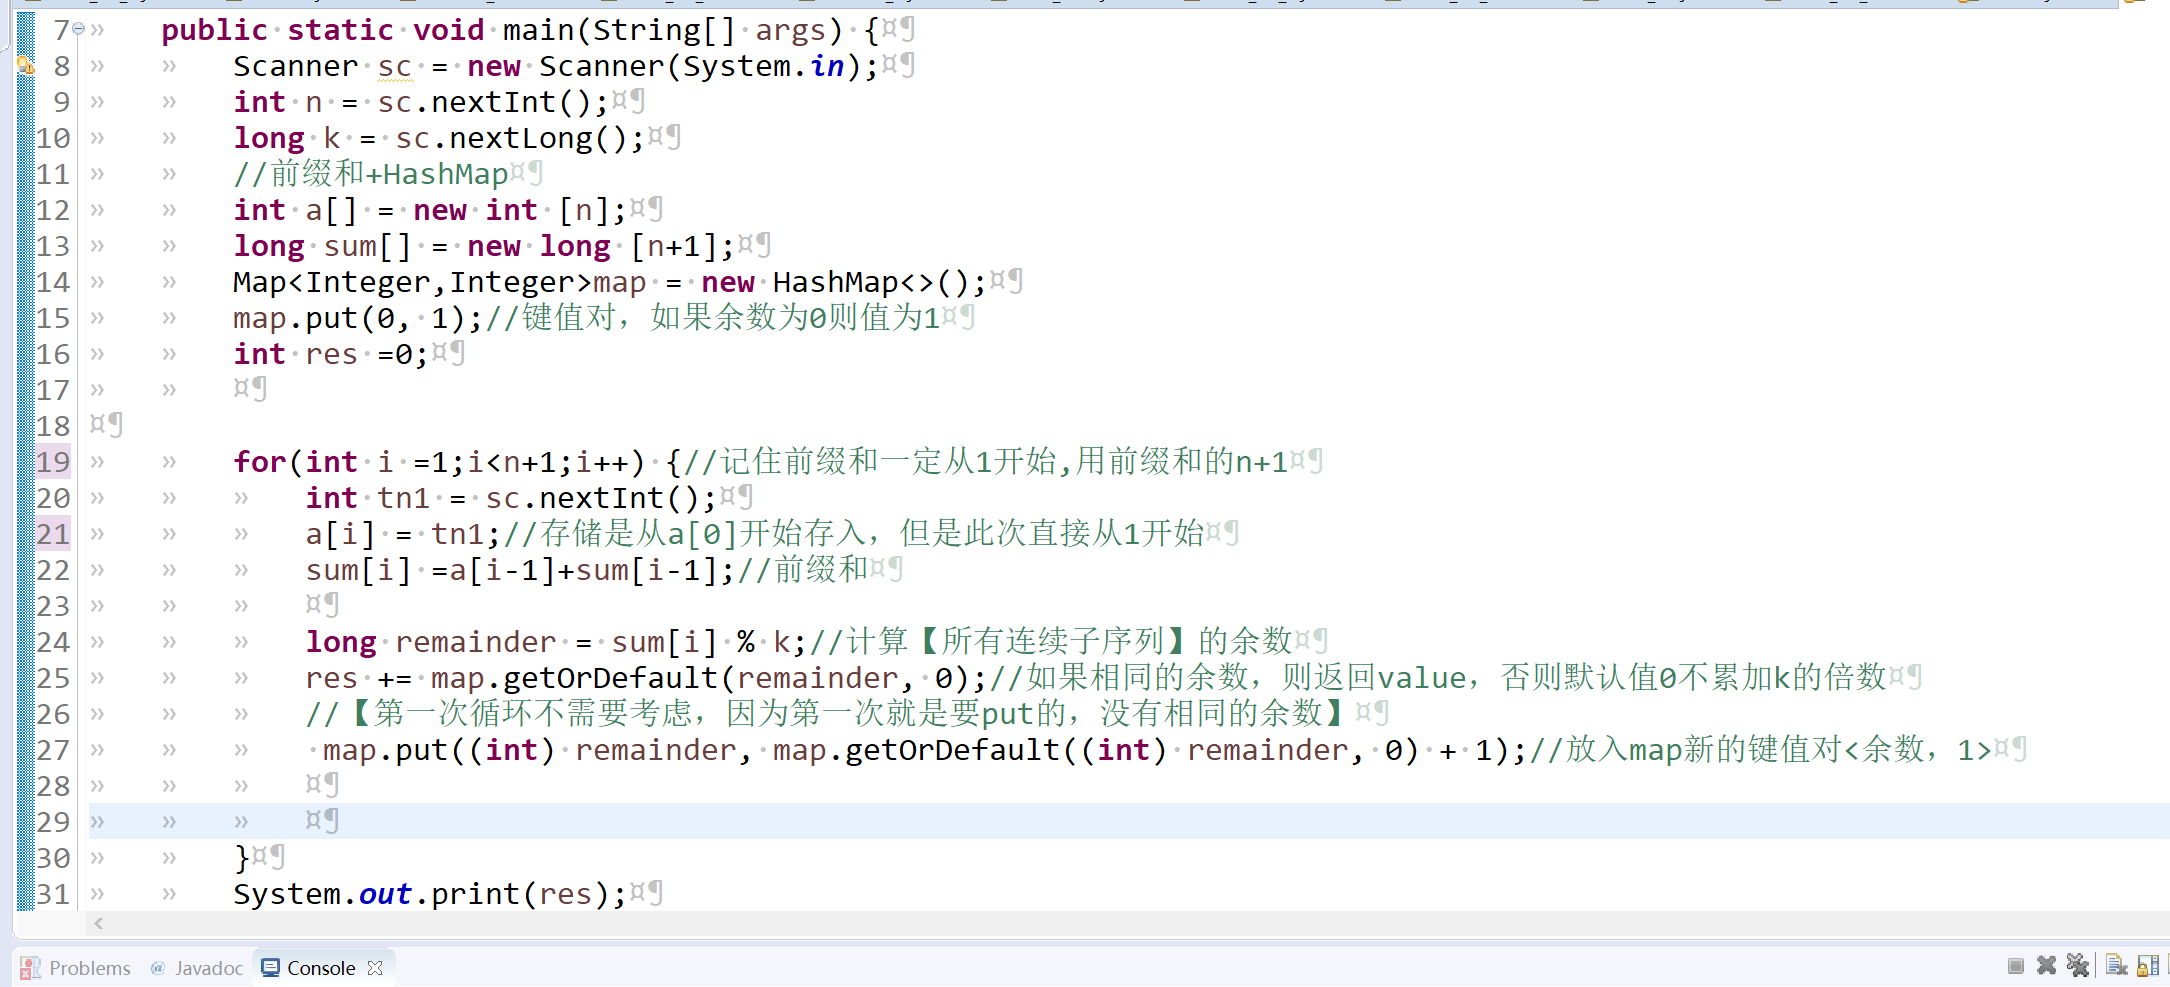 7 public static void main(String[] args) {
8 Scanner sc = new Scanner(System.in);
9 int n = sc.nextInt();
10 long k = sc.nextLong();
11 //前缀和+HashMap
12 int a[] = new int [n];
13 long sum[] = new long [n+1];
14 Map<Integer,Integer>map = new HashMap<>();
15 map.put(0, 1);//键值对，如果余数为0则值为1
16 int res =0;
17
18
19 for(int i =1;i<n+1;i++) {//记住前缀和一定从1开始,用前缀和的n+1
20 int tn1 = sc.nextInt();
21 a[i] = tn1;//存储是从a[0]开始存入，但是此次直接从1开始
22 sum[i] =a[i-1]+sum[i-1];//前缀和
23
24 long remainder = sum[i] % k;//计算【所有连续子序列】的余数
25 res += map.getOrDefault(remainder, 0);//如果相同的余数，则返回value，否则默认值0不累加k的倍数
26 //【第一次循环不需要考虑，因为第一次就是要put的，没有相同的余数】
27 map.put((int) remainder, map.getOrDefault((int) remainder, 0) + 1);//放入map新的键值对<余数，1>
28
29
30 }
31 System.out.print(res);
Problems @ Javadoc Console